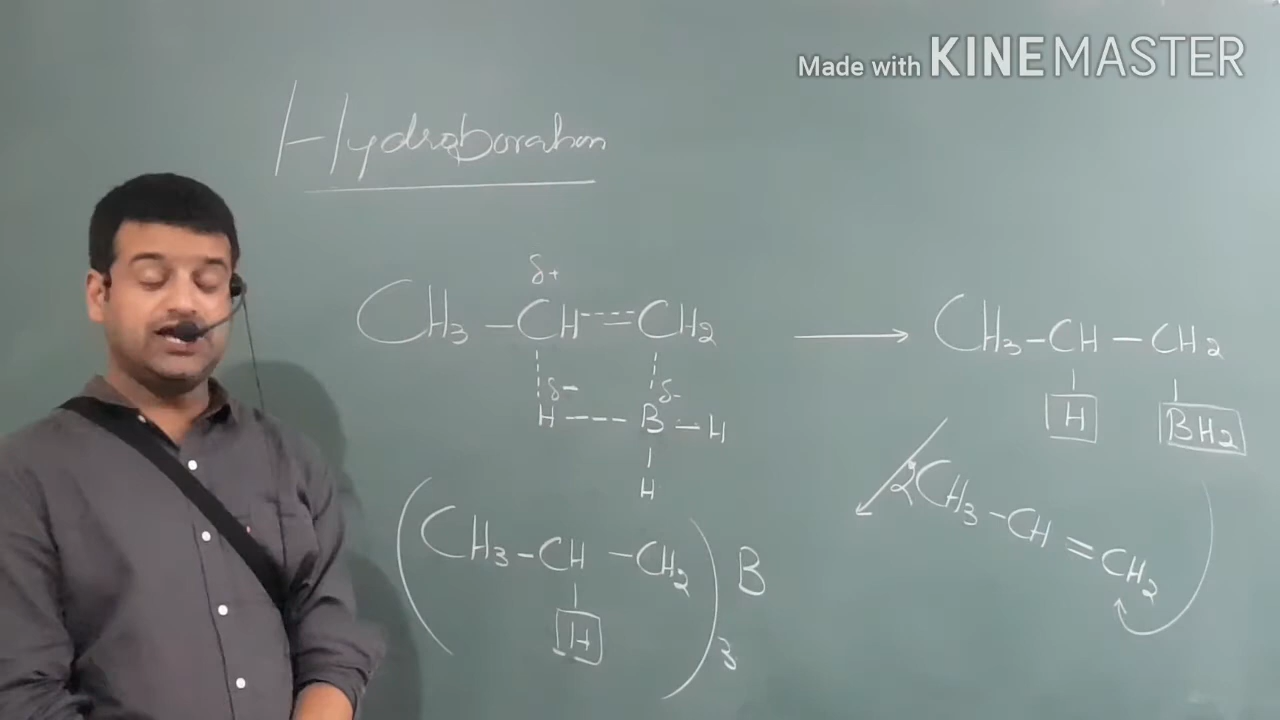 Made with KINEMASTER
Hydroboration
δ+
CH3 – CH = CH2 → CH3 – CH – CH2
δ- δ-
H --- B – H
H BH2
H
2CH3 – CH = CH2
(CH3 – CH – CH2)3 B
H